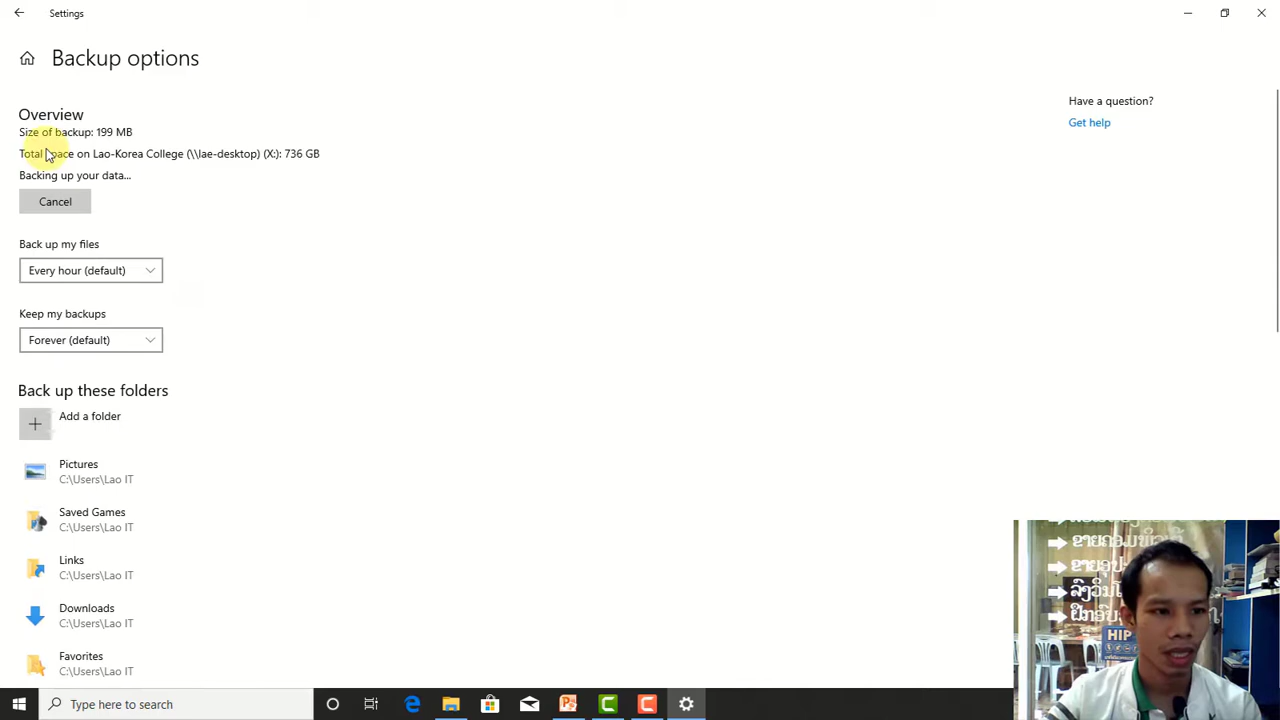 Settings
Backup options
Overview
Size of backup: 199 MB
Total space on Lao-Korea College (\\lae-desktop) (X:): 736 GB
Backing up your data...
Cancel
Back up my files
Every hour (default)
Keep my backups
Forever (default)
Back up these folders
Add a folder
Pictures
C:\Users\Lao IT
Saved Games
C:\Users\Lao IT
Links
C:\Users\Lao IT
Downloads
C:\Users\Lao IT
Favorites
C:\Users\Lao IT
Have a question?
Get help
HIP
Type here to search